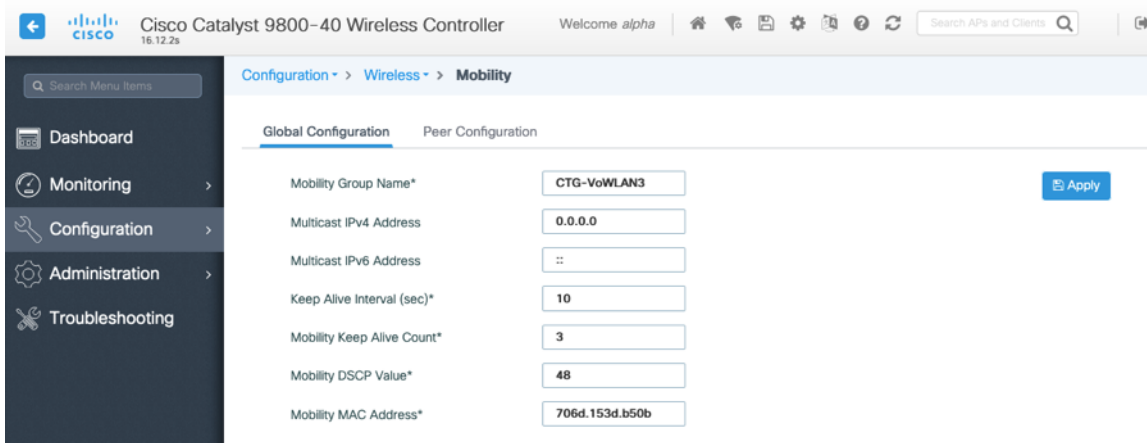 CISCO
Cisco Catalyst 9800-40 Wireless Controller
16.12.2s
Welcome alpha
Search APs and Clients
Search Menu Items
Dashboard
Monitoring
Configuration
Administration
Troubleshooting
Configuration > Wireless > Mobility
Global Configuration Peer Configuration
Mobility Group Name* CTG-VoWLAN3
Apply
Multicast IPv4 Address 0.0.0.0
Multicast IPv6 Address ::
Keep Alive Interval (sec)* 10
Mobility Keep Alive Count* 3
Mobility DSCP Value* 48
Mobility MAC Address* 706d.153d.b50b